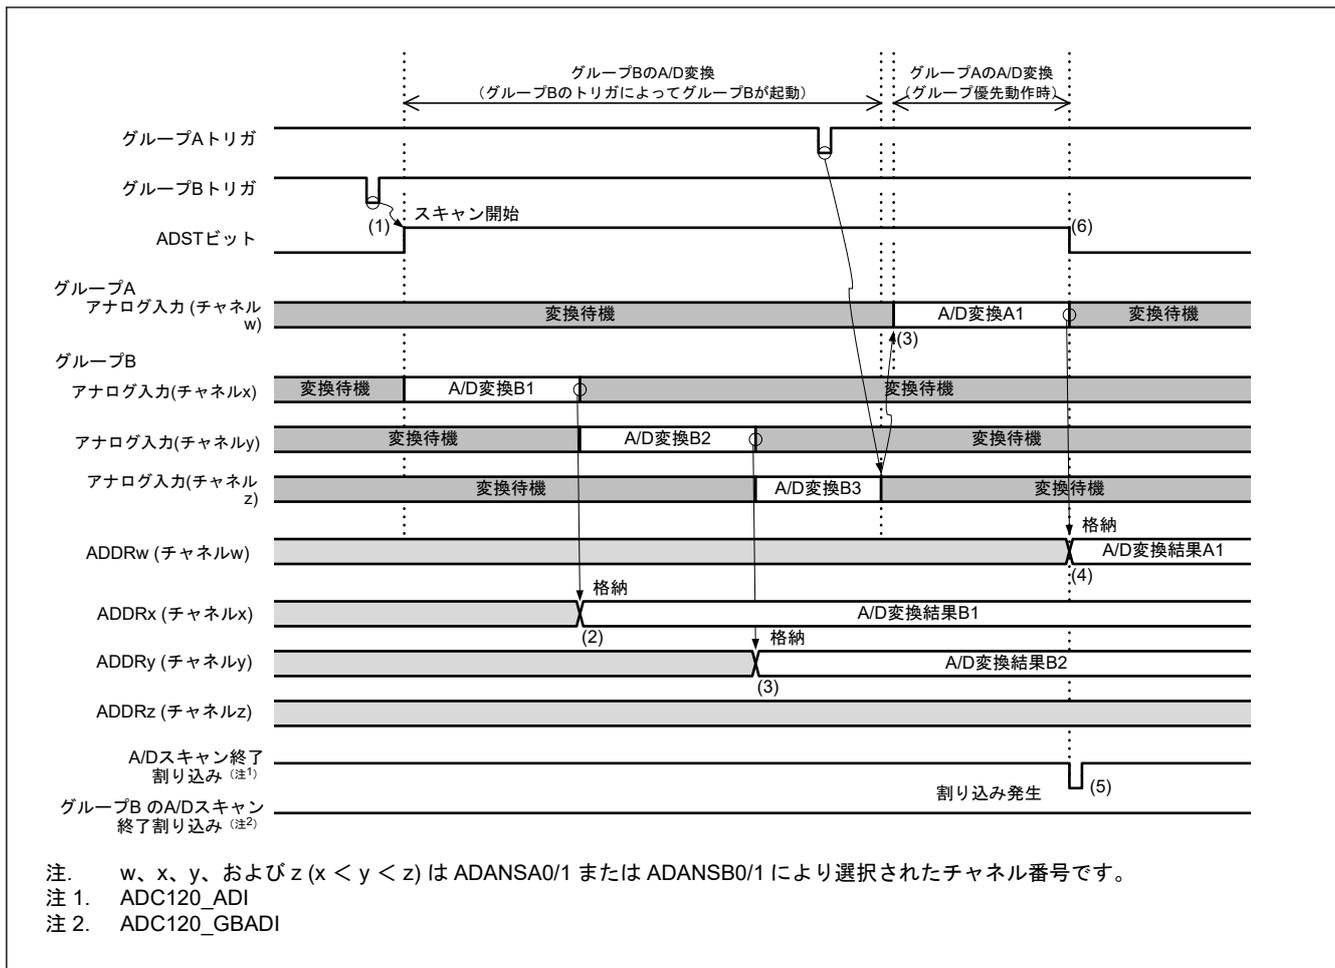 グループBのA/D変換
（グループBのトリガによってグループBが起動）
グループAのA/D変換
（グループ優先動作時）
グループAトリガ
グループBトリガ
(1)
スキャン開始
(6)
ADSTビット
グループA
アナログ入力 (チャネル
w)
変換待機
A/D変換A1
変換待機
(3)
グループB
アナログ入力(チャネルx)
変換待機
A/D変換B1
変換待機
アナログ入力(チャネルy)
変換待機
A/D変換B2
変換待機
アナログ入力(チャネル
z)
変換待機
A/D変換B3
変換待機
格納
ADDRw (チャネルw)
A/D変換結果A1
(4)
格納
ADDRx (チャネルx)
A/D変換結果B1
(2)
格納
ADDRy (チャネルy)
A/D変換結果B2
(3)
ADDRz (チャネルz)
A/Dスキャン終了
割り込み（注1）
割り込み発生
(5)
グループB のA/Dスキャン
終了割り込み（注2）
注. w、x、y、および z (x ＜ y ＜ z) は ADANSA0/1 または ADANSB0/1 により選択されたチャネル番号です。
注 1. ADC120_ADI
注 2. ADC120_GBADI